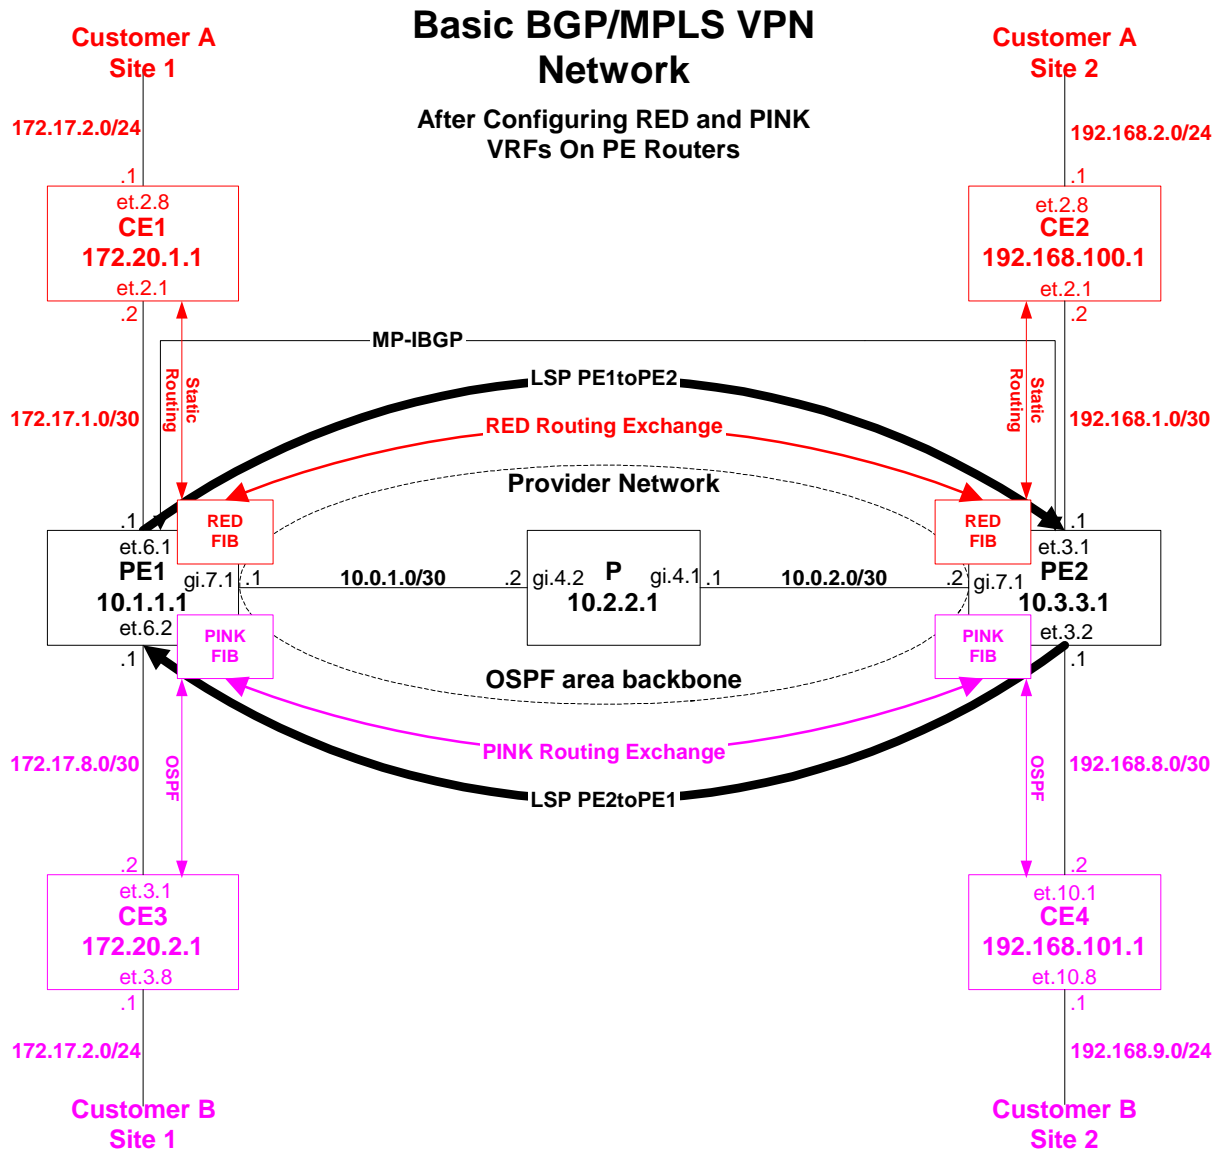 Basic BGP/MPLS VPN
Network
After Configuring RED and PINK
VRFs On PE Routers
Customer A
Site 1
Customer A
Site 2
172.17.2.0/24
192.168.2.0/24
.1
.1
et.2.8
CE1
172.20.1.1
et.2.1
et.2.8
CE2
192.168.100.1
et.2.1
.2
.2
MP-IBGP
LSP PE1toPE2
Static
Routing
Static
Routing
172.17.1.0/30
RED Routing Exchange
192.168.1.0/30
Provider Network
.1
RED
FIB
RED
FIB
.1
et.6.1
PE1
10.1.1.1
et.6.2
gi.7.1
.1
10.0.1.0/30
.2
gi.4.2
P
10.2.2.1
gi.4.1
.1
10.0.2.0/30
.2
gi.7.1
et.3.1
PE2
10.3.3.1
et.3.2
PINK
FIB
PINK
FIB
.1
.1
OSPF area backbone
PINK Routing Exchange
172.17.8.0/30
OSPF
OSPF
192.168.8.0/30
LSP PE2toPE1
.2
.2
et.3.1
CE3
172.20.2.1
et.3.8
et.10.1
CE4
192.168.101.1
et.10.8
.1
.1
172.17.2.0/24
192.168.9.0/24
Customer B
Site 1
Customer B
Site 2